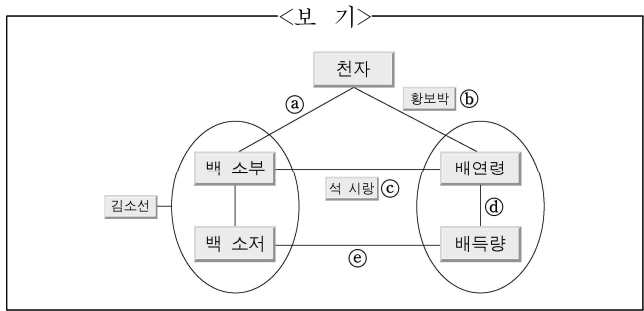 <보 기>
천자
ⓐ
황보박 ⓑ
백 소부
배연령
석 시랑 ⓒ
김소선
ⓓ
백 소저
배득량
ⓔ